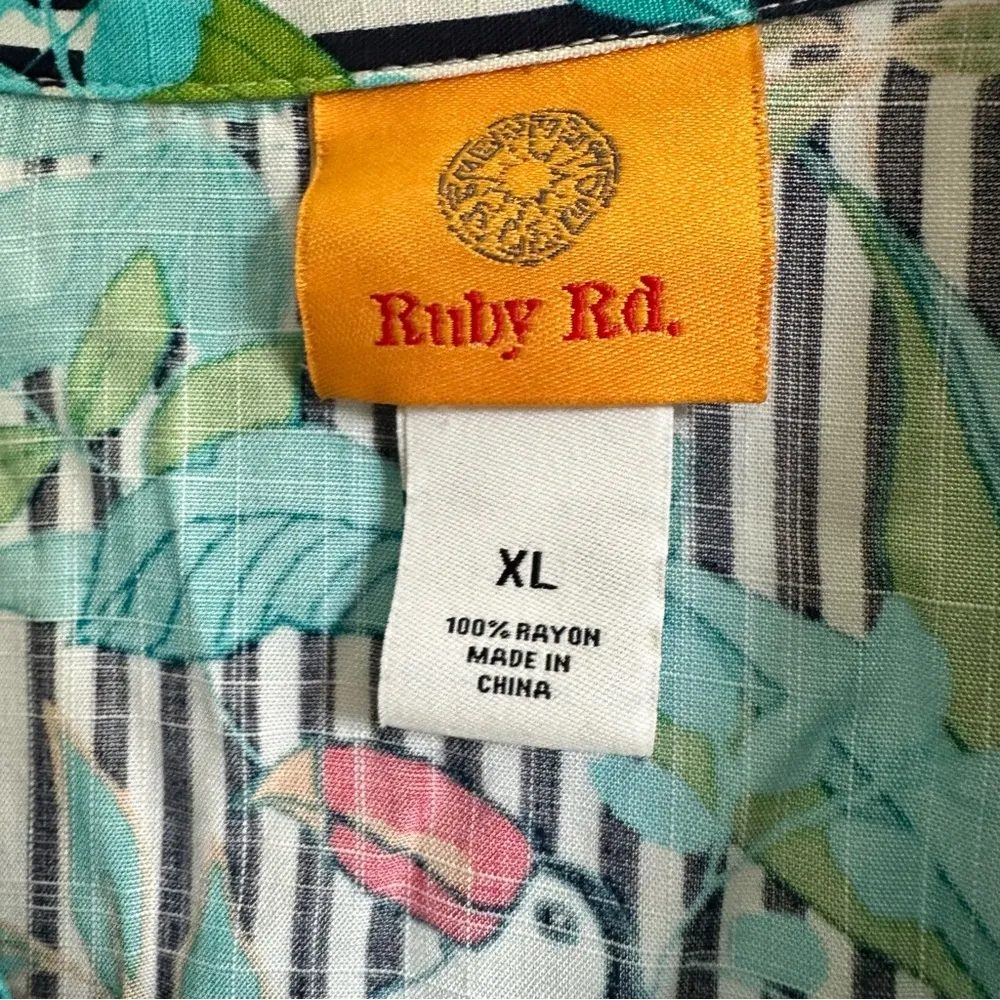 Ruby Rd.
XL
100% RAYON
MADE IN
CHINA